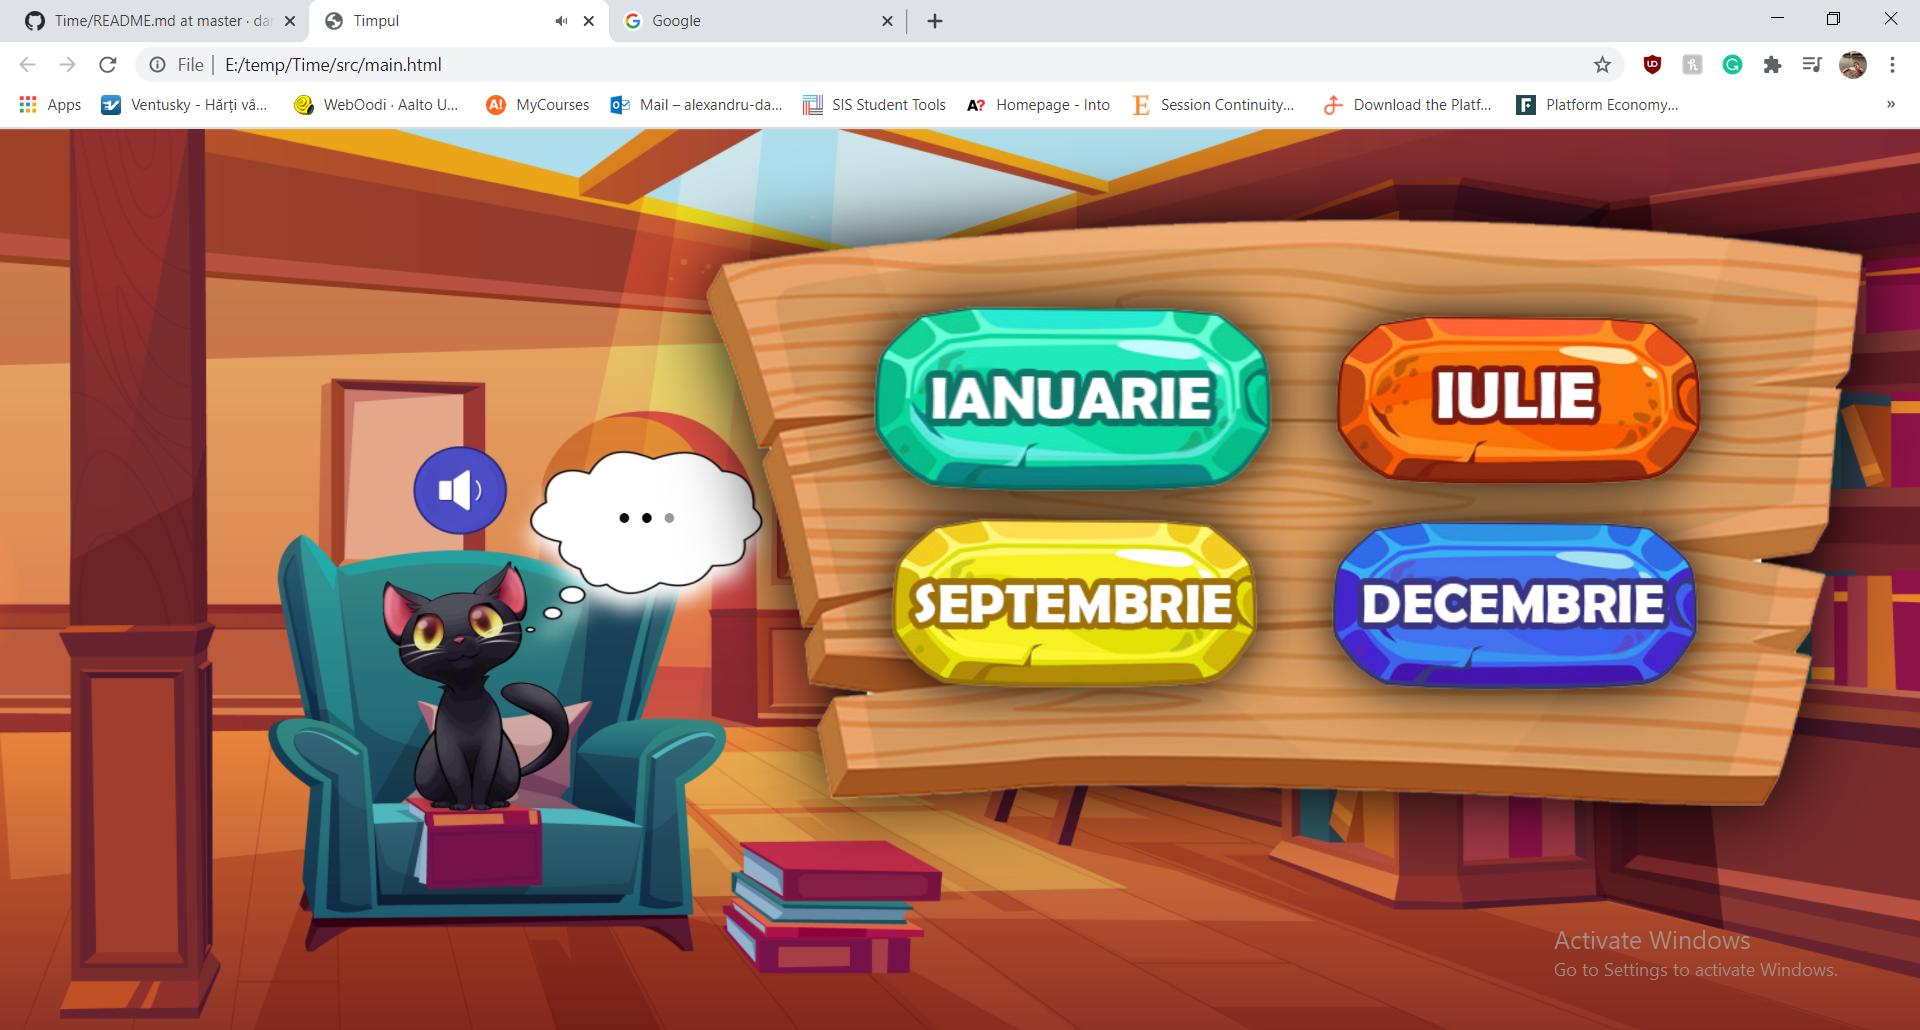 Time/README.md at master · da
Timpul
Google
File
E:/temp/Time/src/main.html
Apps
Ventusky - Hărți vâ...
WebOodi · Aalto U...
MyCourses
Mail – alexandru-da...
SIS Student Tools
A?
Homepage - Into
Session Continuity...
Download the Platf...
Platform Economy...
»
IANUARIE
IULIE
SEPTEMBRIE
DECEMBRIE
Activate Windows
Go to Settings to activate Windows.